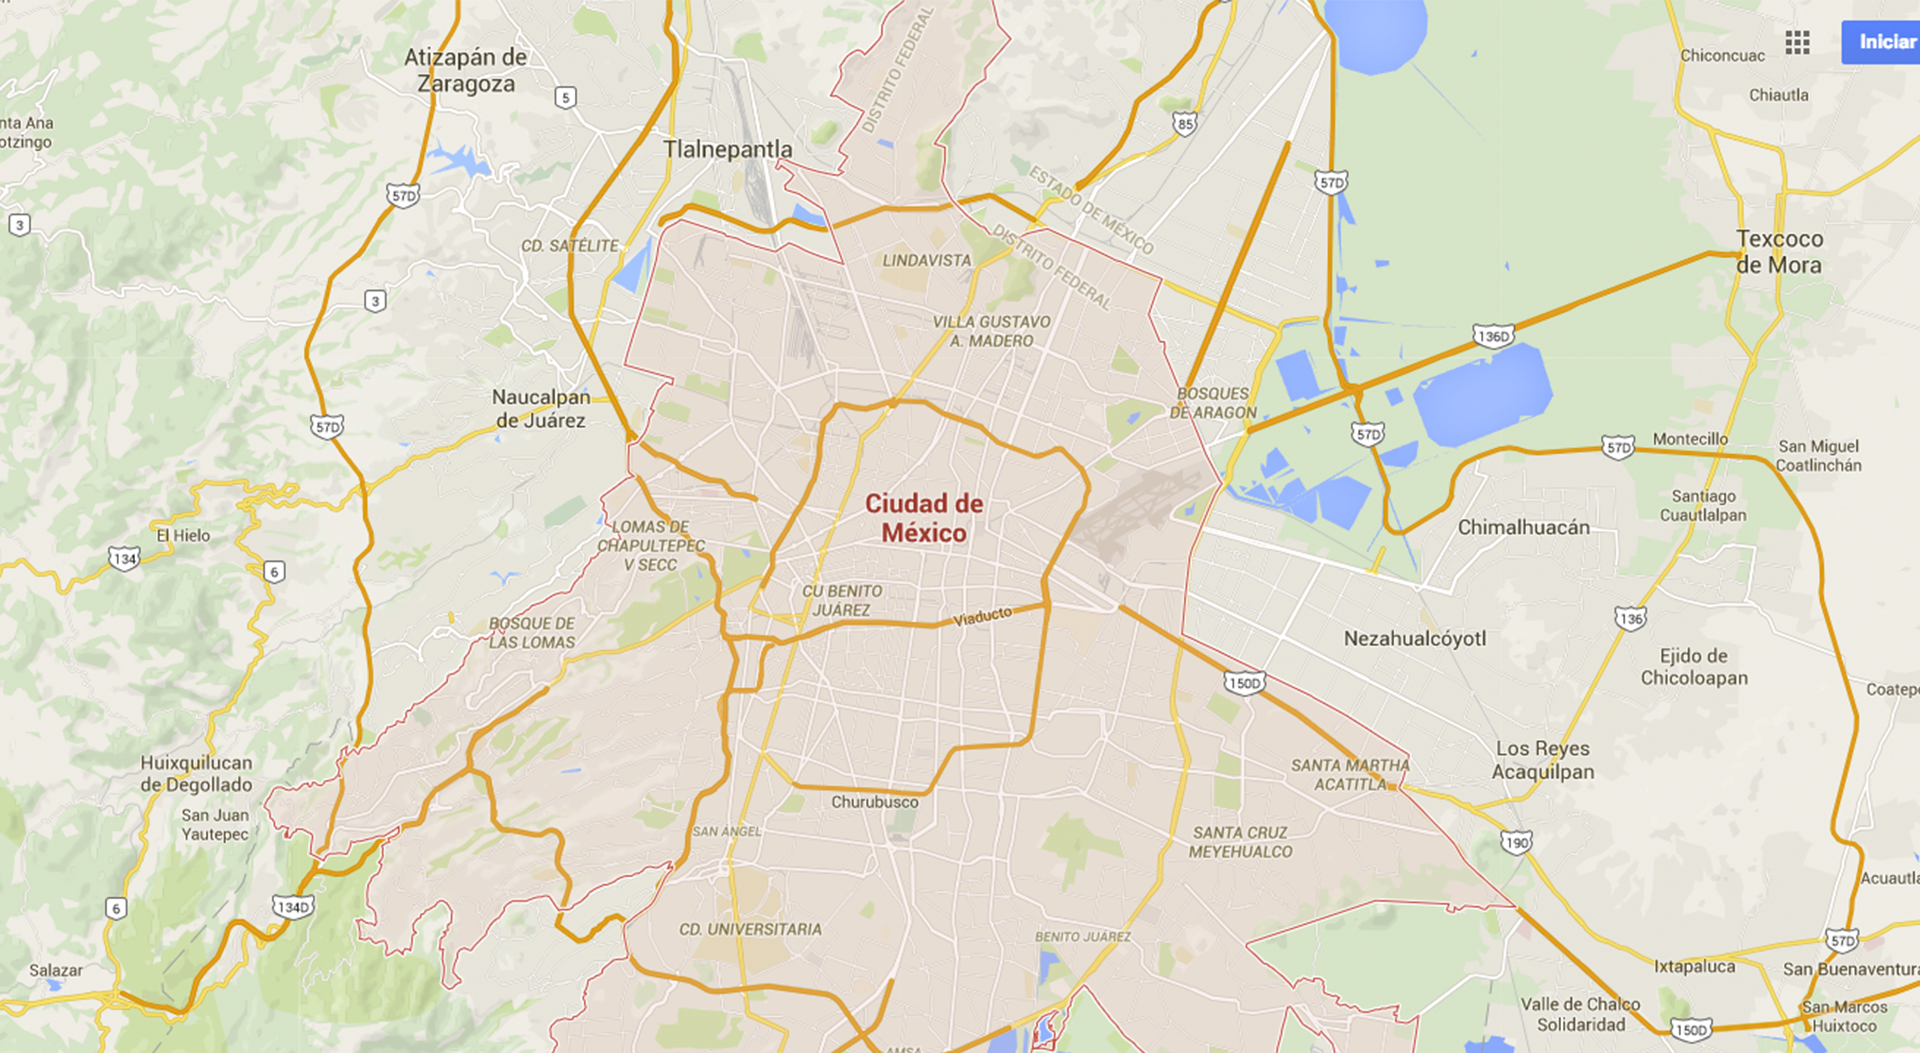 DISTRITO FEDERAL
Iniciar
Atizapán de
Zaragoza
Chiconcuac
5
Chiautla
nta Ana
otzingo
85
Tlalnepantla
57D
57D
ESTADO DE MÉXICO
3
CD. SATÉLITE
DISTRITO FEDERAL
LINDAVISTA
Texcoco
de Mora
3
VILLA GUSTAVO
A. MADERO
136D
Naucalpan
de Juárez
BOSQUES
DE ARAGON
57D
57D
57D
Montecillo
San Miguel
Coatlinchán
Ciudad de
México
Santiago
Cuautlalpan
LOMAS DE
CHAPULTEPEC
V SECC
El Hielo
Chimalhuacán
134
6
CU BENITO
JUÁREZ
Viaducto
136
BOSQUE DE
LAS LOMAS
Nezahualcóyotl
Ejido de
Chicoloapan
150D
Coatepe
Huixquilucan
de Degollado
Los Reyes
Acaquilpan
SANTA MARTHA
ACATITLA
San Juan
Yautepec
Churubusco
SAN ÁNGEL
SANTA CRUZ
MEYEHUALCO
190
Acuautla
6
134D
CD. UNIVERSITARIA
BENITO JUÁREZ
57D
Salazar
Ixtapaluca
San Buenaventura
Valle de Chalco
Solidaridad
San Marcos
Huixtoco
150D
AMSA